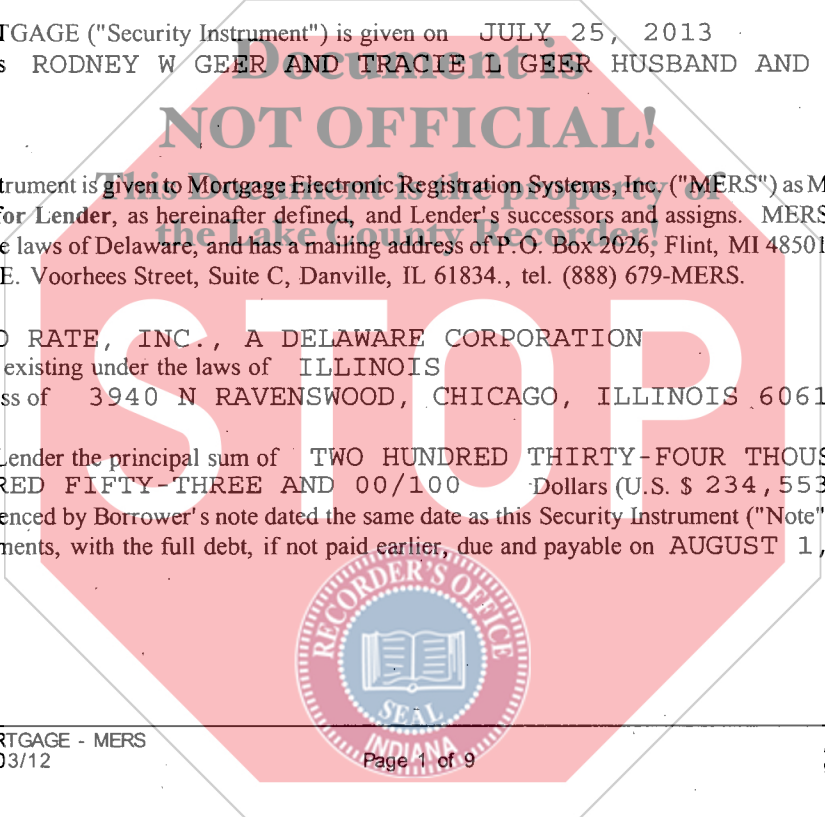 TGAGE ("Security Instrument") is given on JULY 25, 2013
s RODNEY W GEER AND TRACIE L GEER HUSBAND AND
Document is
NOT OFFICIAL!
This Document is the property of
the Lake County Recorder!
trument is given to Mortgage Electronic Registration Systems, Inc. ("MERS") as M
for Lender, as hereinafter defined, and Lender's successors and assigns. MERS
e laws of Delaware, and has a mailing address of P.O. Box 2026, Flint, MI 48501
E. Voorhees Street, Suite C, Danville, IL 61834., tel. (888) 679-MERS.
D RATE, INC., A DELAWARE CORPORATION
existing under the laws of ILLINOIS
ss of 3940 N RAVENSWOOD, CHICAGO, ILLINOIS 6061
STOP
Lender the principal sum of TWO HUNDRED THIRTY-FOUR THOUS
RED FIFTY-THREE AND 00/100 Dollars (U.S. $ 234,553
enced by Borrower's note dated the same date as this Security Instrument ("Note"
ments, with the full debt, if not paid earlier, due and payable on AUGUST 1,
RECORDER'S OFFICE
SEAL
INDIANA
RTGAGE - MERS
03/12
Page 1 of 9